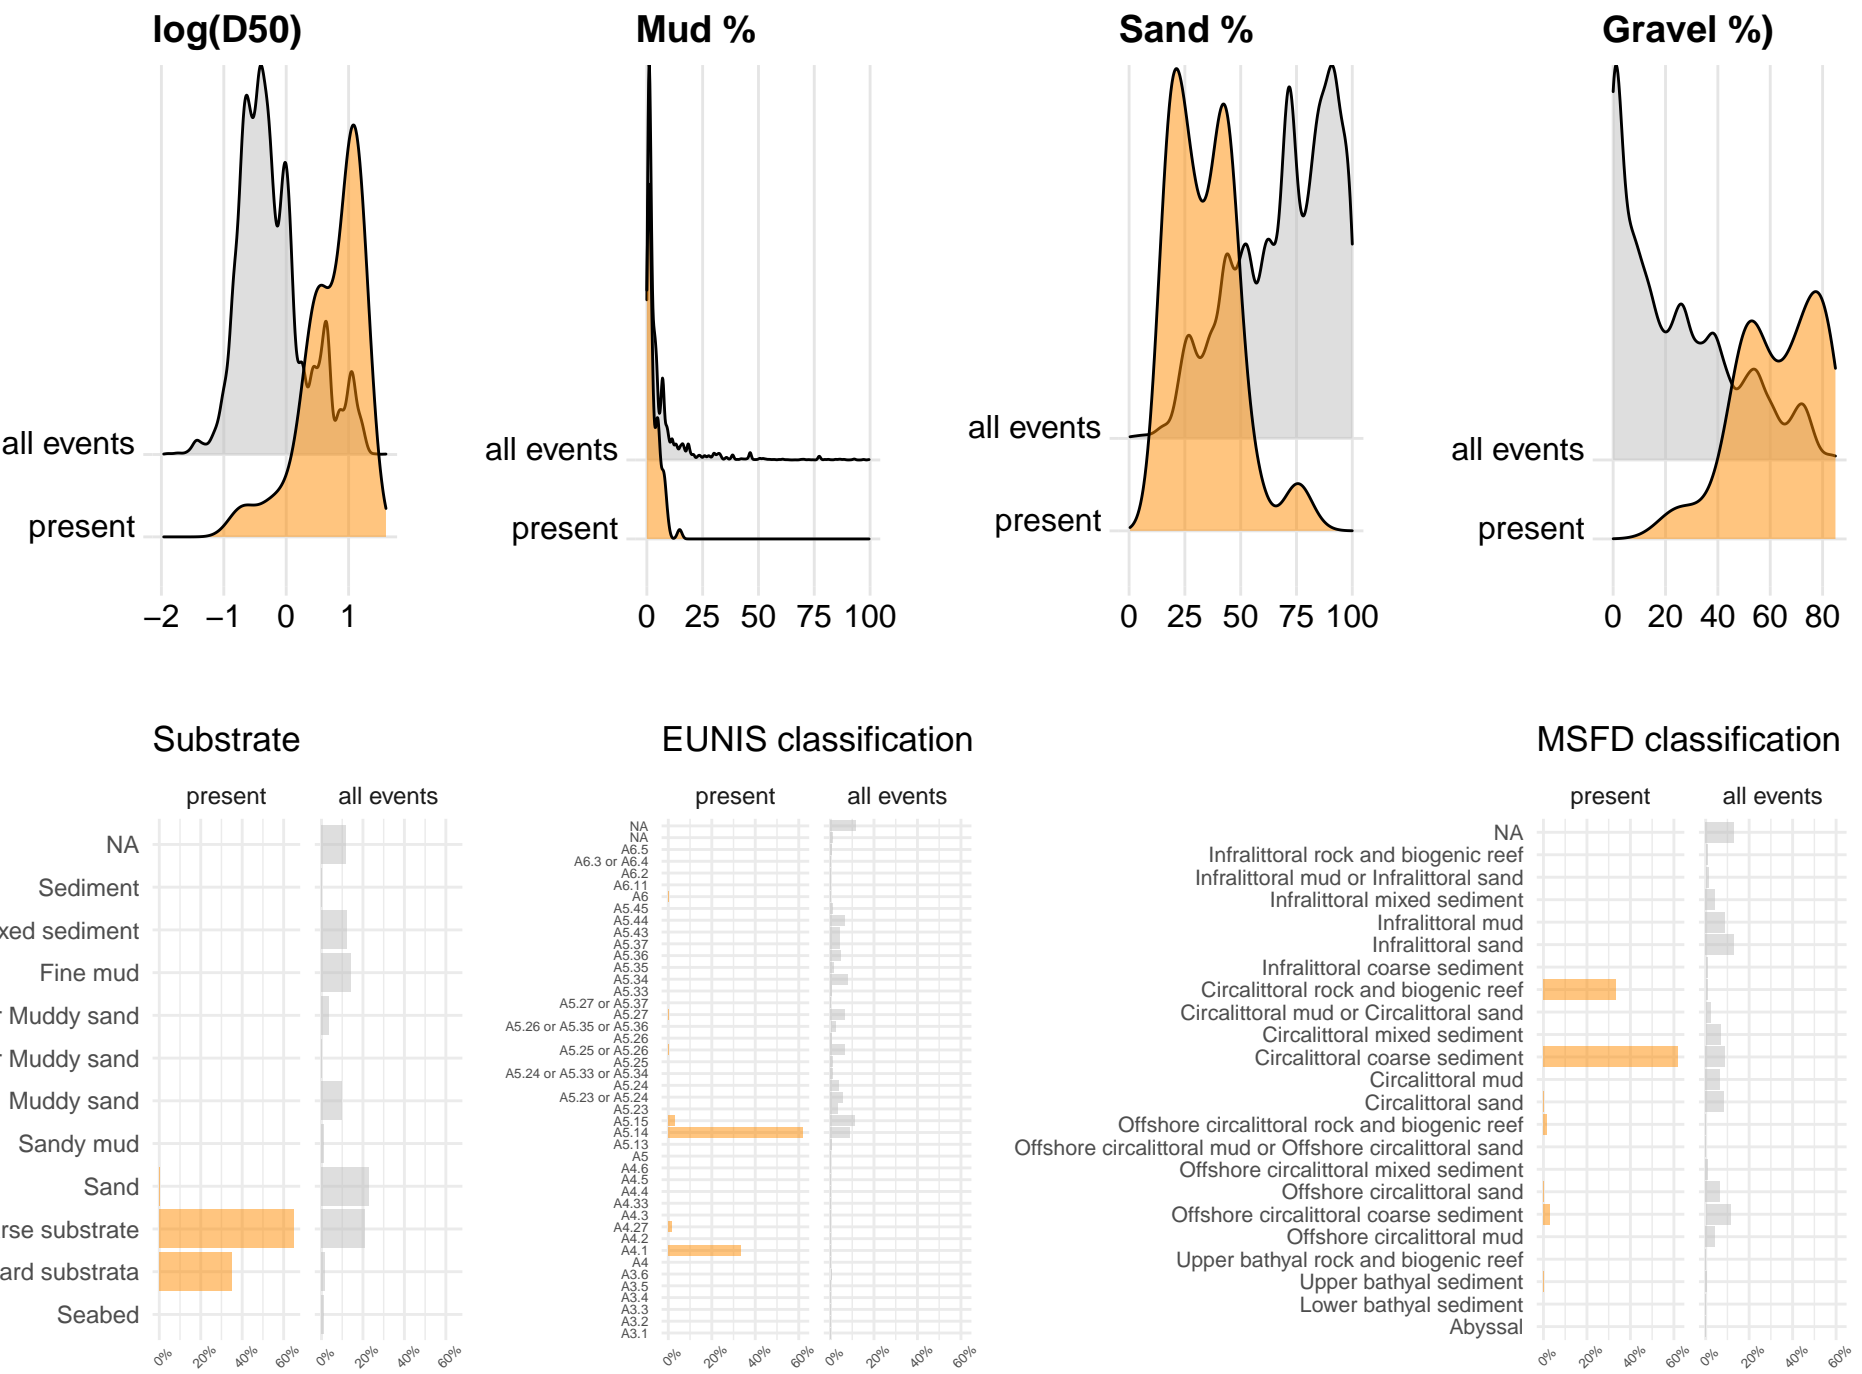 log(D50)
Mud %
Sand %
Gravel %)
all events
present
−2 −1 0 1
all events
present
0 25 50 75 100
all events
present
0 25 50 75 100
all events
present
0 20 40 60 80
Substrate
present all events
NA
Sediment
xed sediment
Fine mud
Muddy sand
Muddy sand
Muddy sand
Sandy mud
Sand
rse substrate
ard substrata
Seabed
0% 20% 40% 60% 0% 20% 40% 60%
EUNIS classification
present all events
NA
NA
A6.5
A6.3 or A6.4
A6.2
A6.11
A6
A5.45
A5.44
A5.43
A5.37
A5.36
A5.35
A5.34
A5.33
A5.27 or A5.37
A5.27
A5.26 or A5.35 or A5.36
A5.26
A5.25 or A5.26
A5.25
A5.24 or A5.33 or A5.34
A5.24
A5.23 or A5.24
A5.23
A5.15
A5.14
A5.13
A5
A4.6
A4.5
A4.4
A4.33
A4.3
A4.27
A4.2
A4.1
A4
A3.6
A3.5
A3.4
A3.3
A3.2
A3.1
0% 20% 40% 60% 0% 20% 40% 60%
MSFD classification
present all events
NA
Infralittoral rock and biogenic reef
Infralittoral mud or Infralittoral sand
Infralittoral mixed sediment
Infralittoral mud
Infralittoral sand
Infralittoral coarse sediment
Circalittoral rock and biogenic reef
Circalittoral mud or Circalittoral sand
Circalittoral mixed sediment
Circalittoral coarse sediment
Circalittoral mud
Circalittoral sand
Offshore circalittoral rock and biogenic reef
Offshore circalittoral mud or Offshore circalittoral sand
Offshore circalittoral mixed sediment
Offshore circalittoral sand
Offshore circalittoral coarse sediment
Offshore circalittoral mud
Upper bathyal rock and biogenic reef
Upper bathyal sediment
Lower bathyal sediment
Abyssal
0% 20% 40% 60% 0% 20% 40% 60%